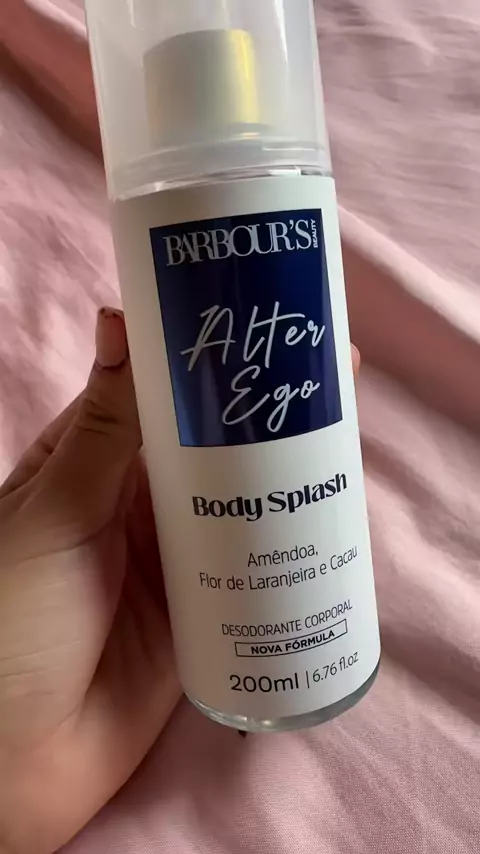 BARBOUR'S BEAUTY
Alter
Ego
Body Splash
Amêndoa,
Flor de Laranjeira e Cacau
DESODORANTE CORPORAL
NOVA FÓRMULA
200ml | 6.76 fl.oz